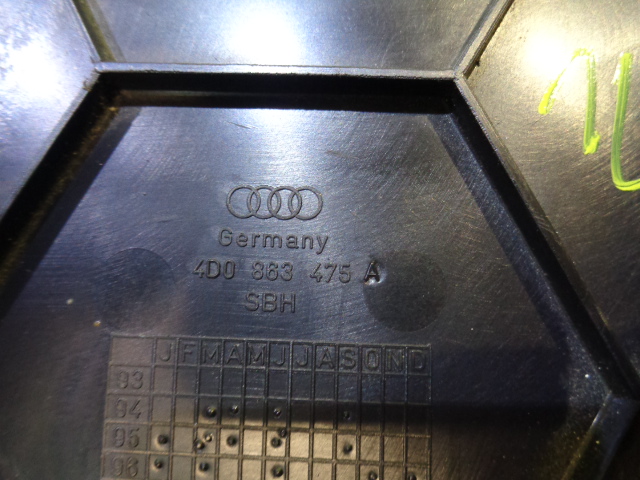 Germany
4D0 863 475 A
SBH
J F M A M J J A S O N D
93
94
95
96